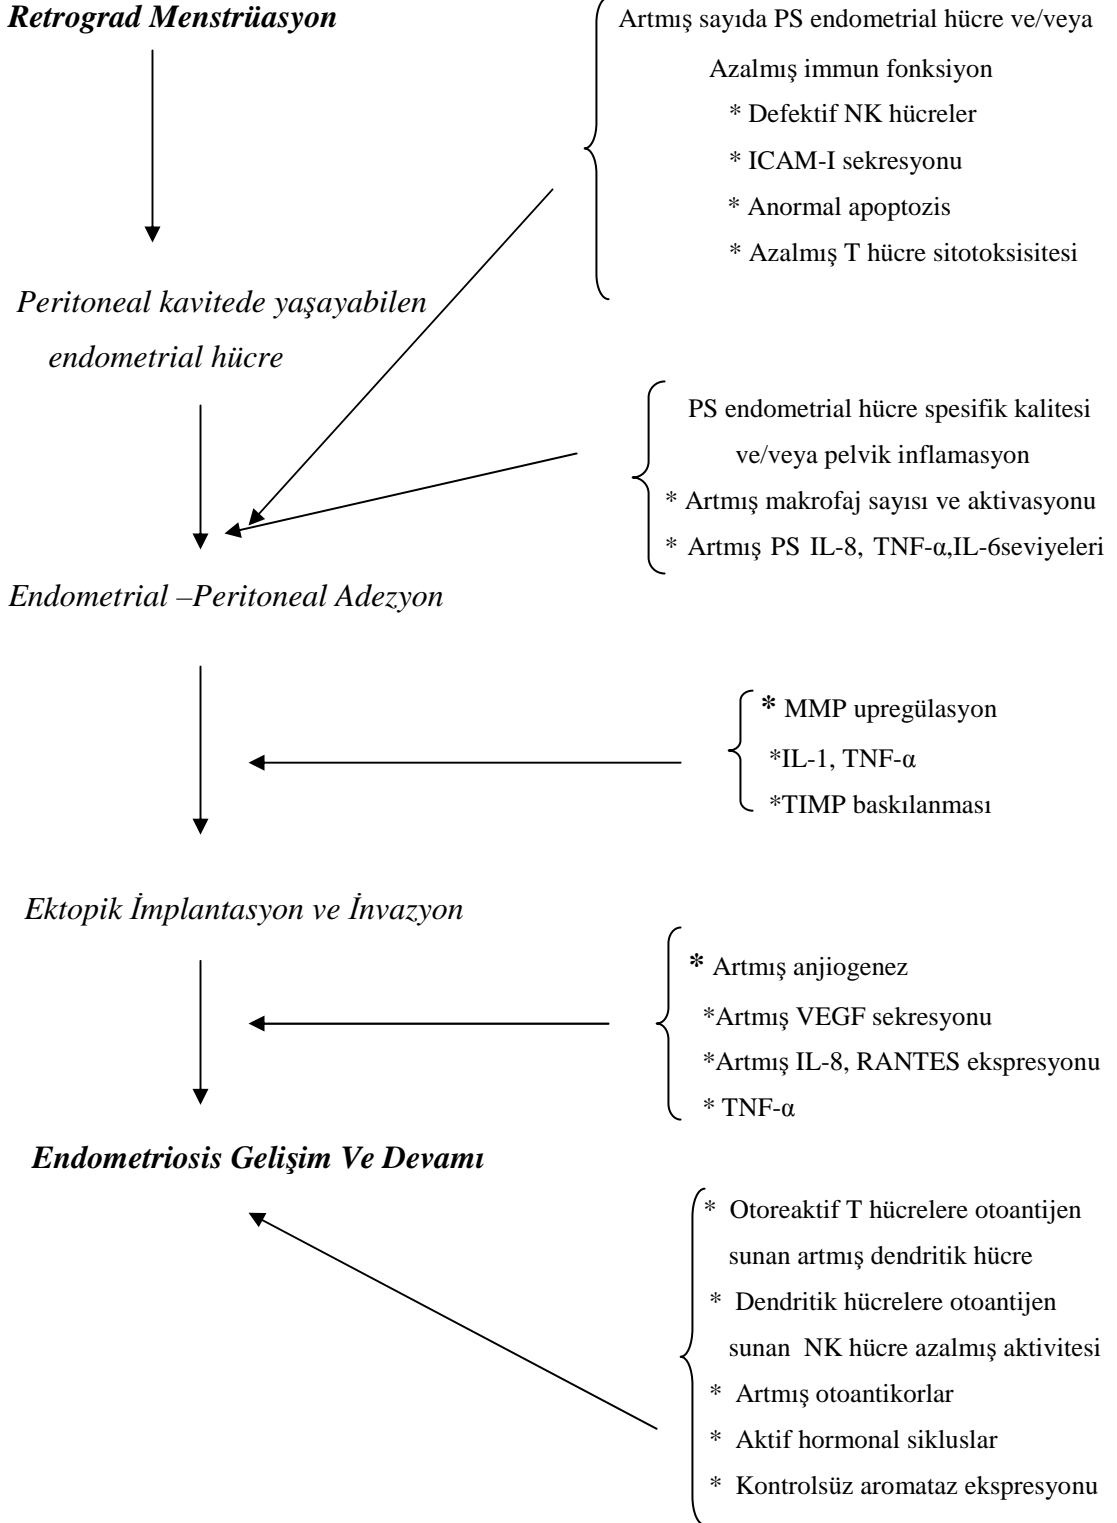 Retrograd Menstrüasyon
Artmış sayıda PS endometrial hücre ve/veya
Azalmış immun fonksiyon
* Defektif NK hücreler
* ICAM-I sekresyonu
* Anormal apoptozis
* Azalmış T hücre sitotoksisitesi
Peritoneal kavitede yaşayabilen
endometrial hücre
PS endometrial hücre spesifik kalitesi
ve/veya pelvik inflamasyon
* Artmış makrofaj sayısı ve aktivasyonu
* Artmış PS IL-8, TNF-α,IL-6seviyeleri
Endometrial –Peritoneal Adezyon
* MMP upregülasyon
*IL-1, TNF-α
*TIMP baskılanması
Ektopik İmplantasyon ve İnvazyon
* Artmış anjiogenez
*Artmış VEGF sekresyonu
*Artmış IL-8, RANTES ekspresyonu
* TNF-α
Endometriosis Gelişim Ve Devamı
* Otoreaktif T hücrelere otoantijen
sunan artmış dendritik hücre
* Dendritik hücrelere otoantijen
sunan NK hücre azalmış aktivitesi
* Artmış otoantikorlar
* Aktif hormonal sikluslar
* Kontrolsüz aromataz ekspresyonu